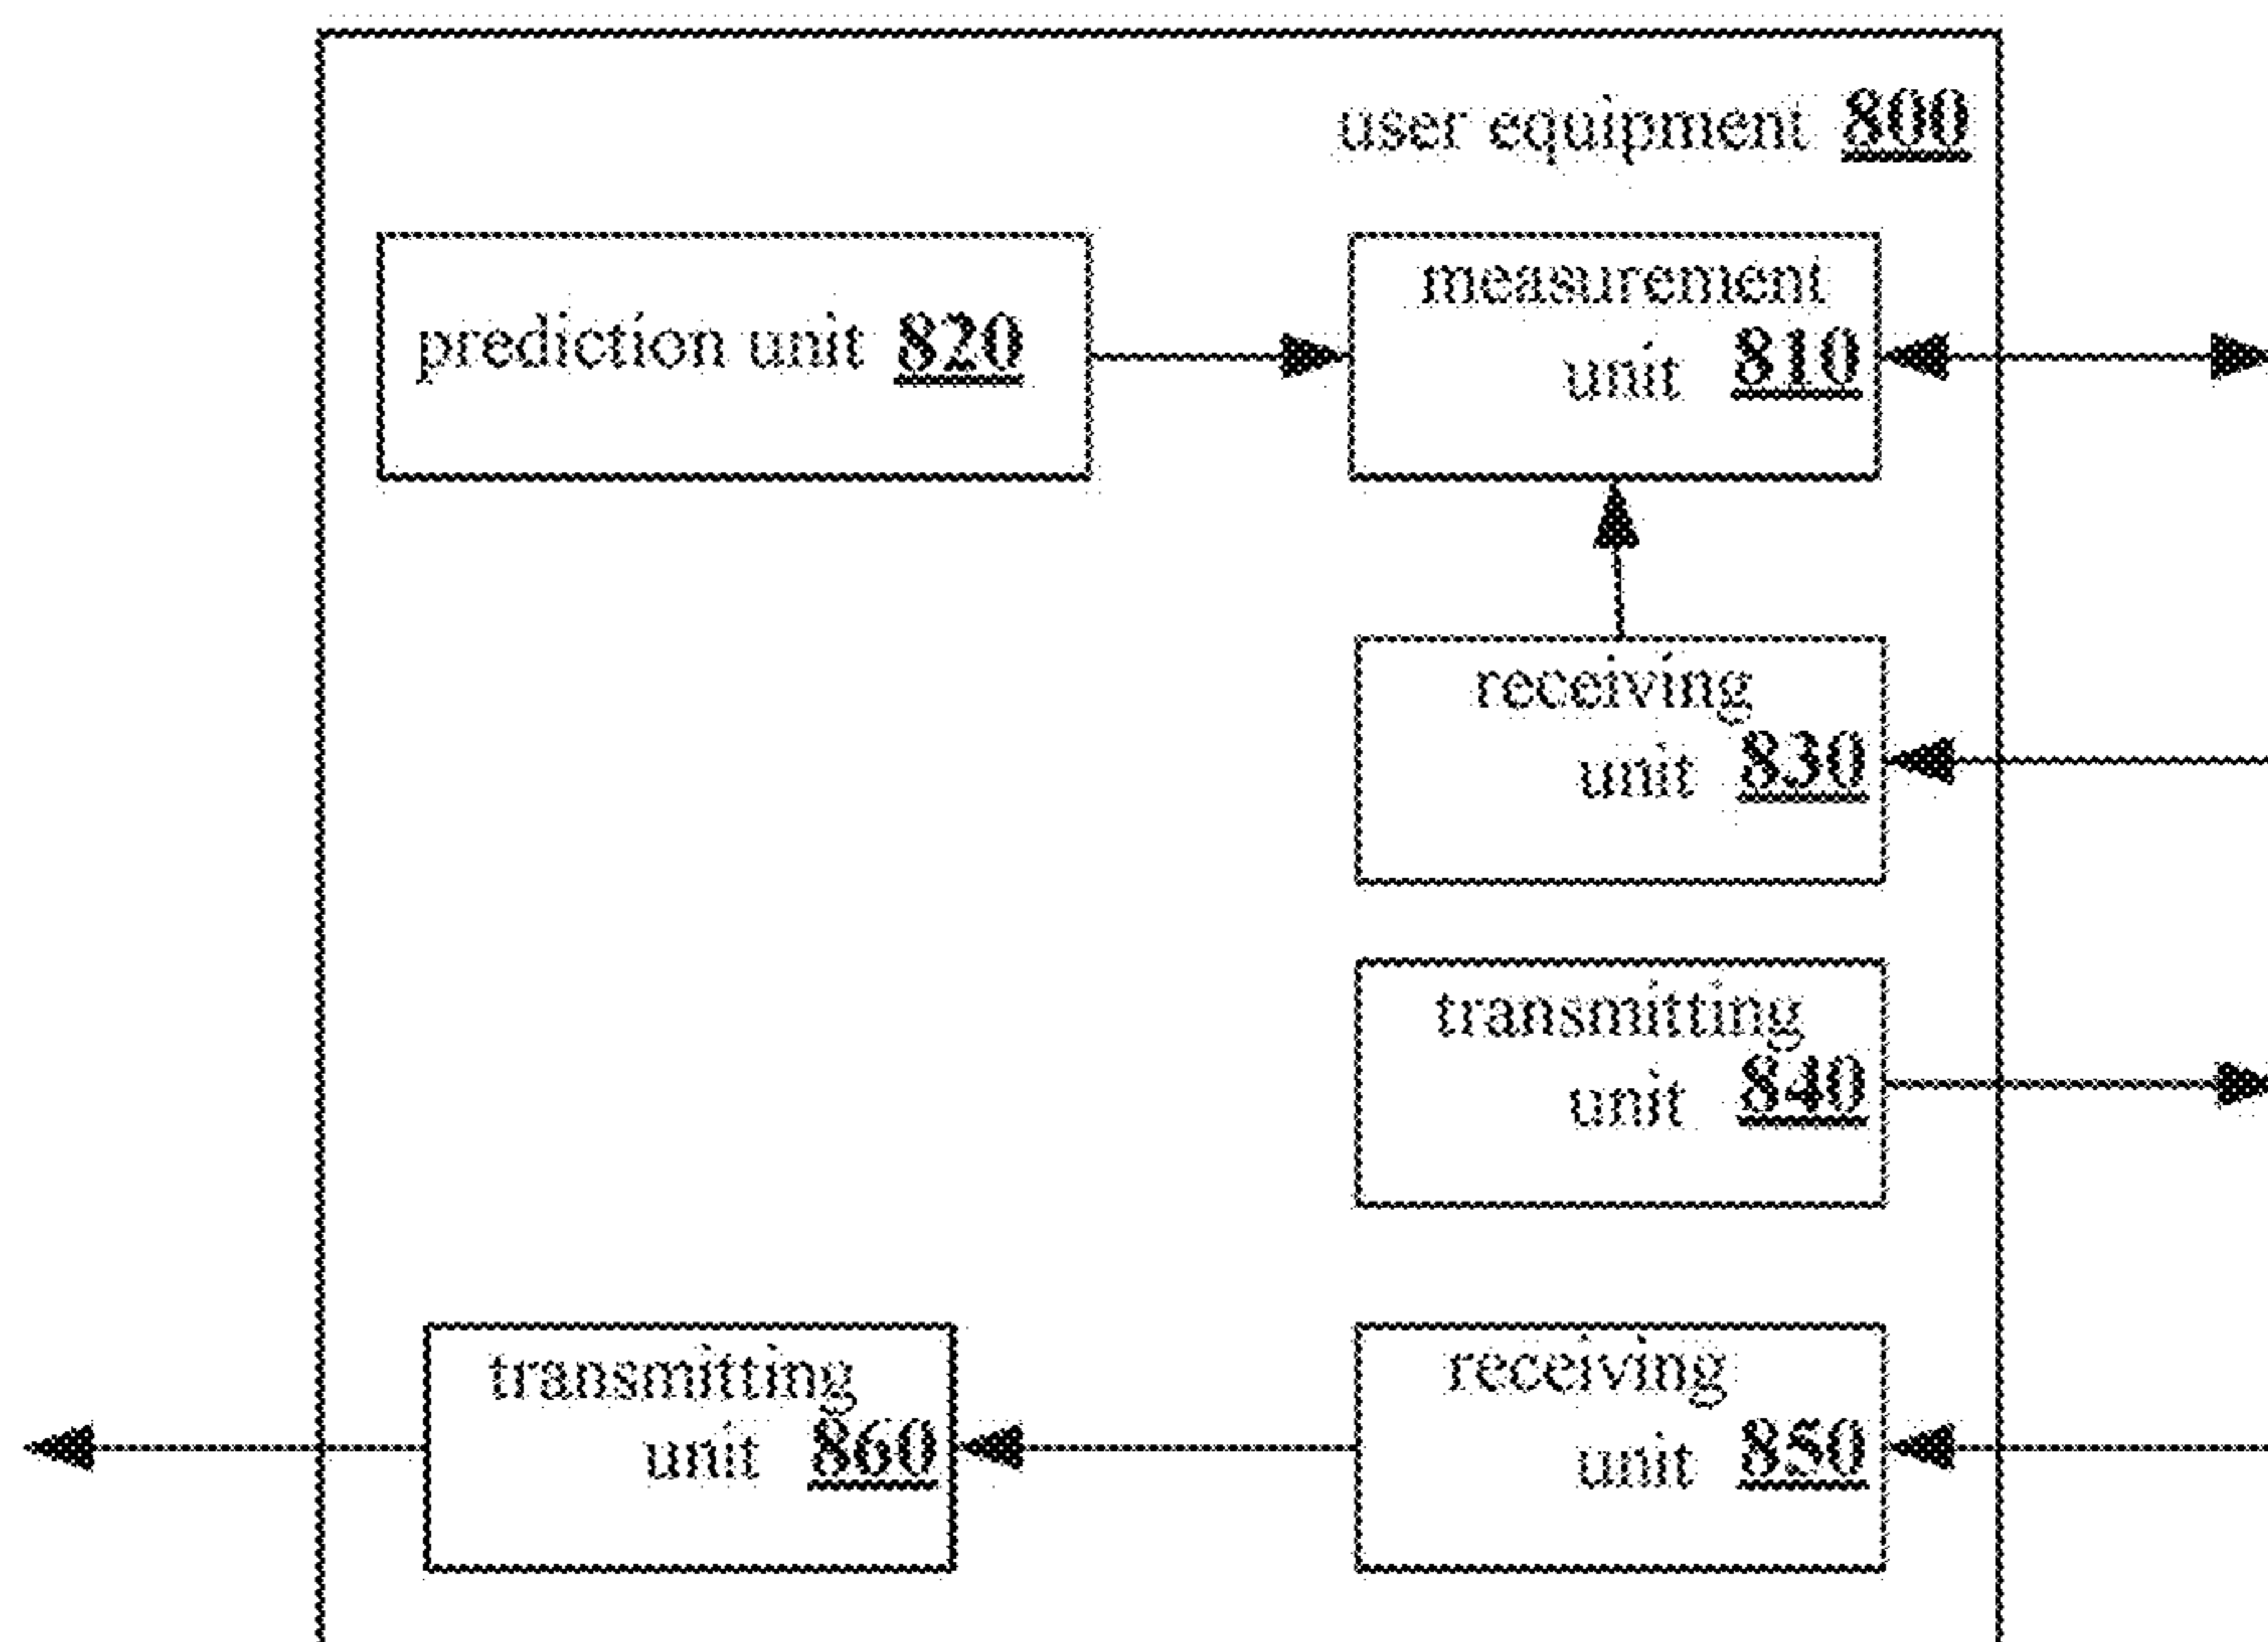 user equipment 800
prediction unit 820
measurement
unit 810
receiving
unit 830
transmitting
unit 840
transmitting
unit 860
receiving
unit 850